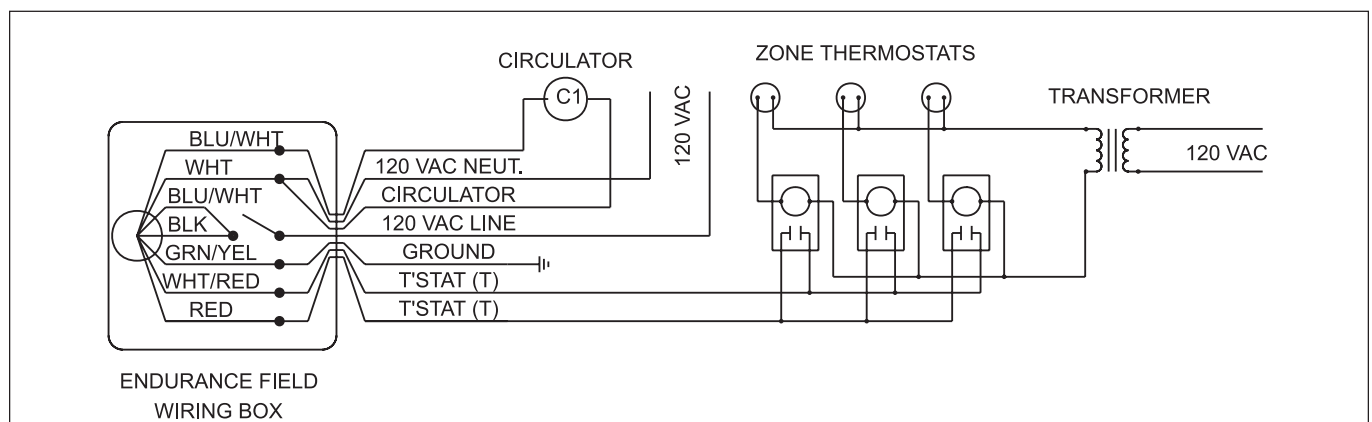 CIRCULATOR
C1
120 VAC
ZONE THERMOSTATS
TRANSFORMER
120 VAC
BLU/WHT
WHT
BLU/WHT
BLK
GRN/YEL
WHT/RED
RED
120 VAC NEUT.
CIRCULATOR
120 VAC LINE
GROUND
T'STAT (T)
T'STAT (T)
ENDURANCE FIELD
WIRING BOX